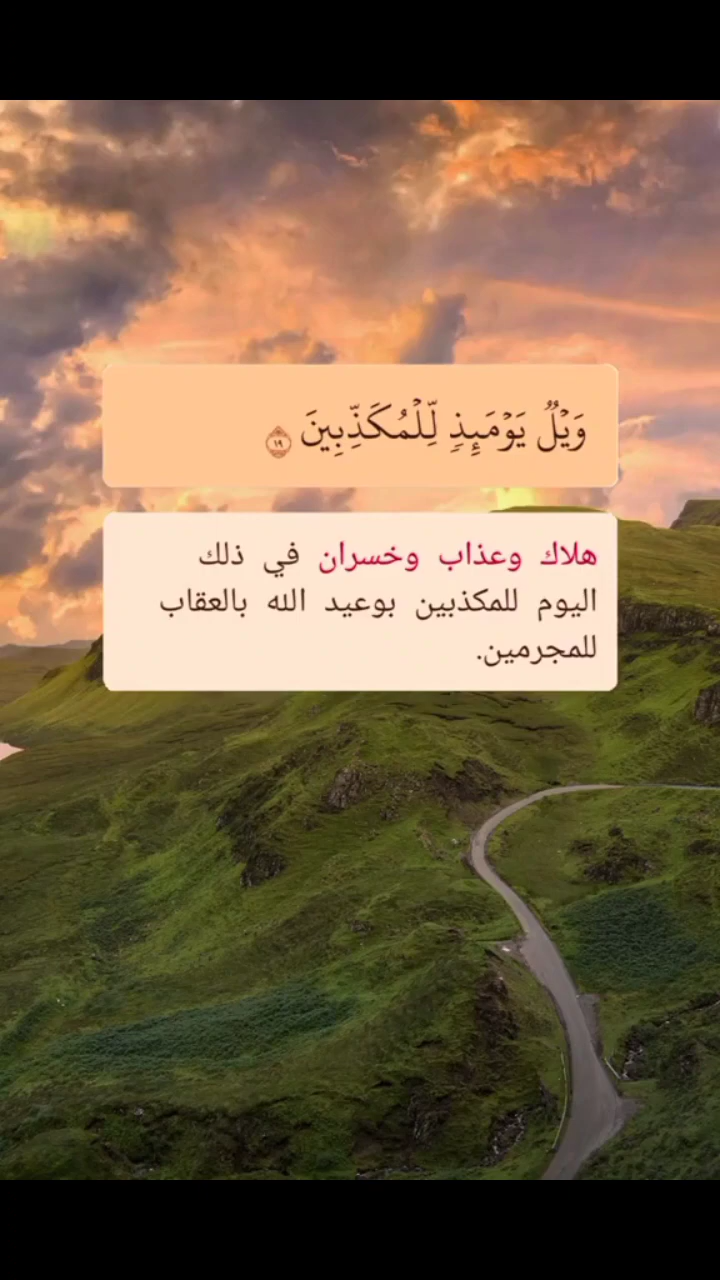 وَيْلٌ يَوْمَئِذٍ لِّلْمُكَذِّبِينَ ١٩
هلاك وعذاب وخسران في ذلك
اليوم للمكذبين بوعيد الله بالعقاب
للمجرمين.